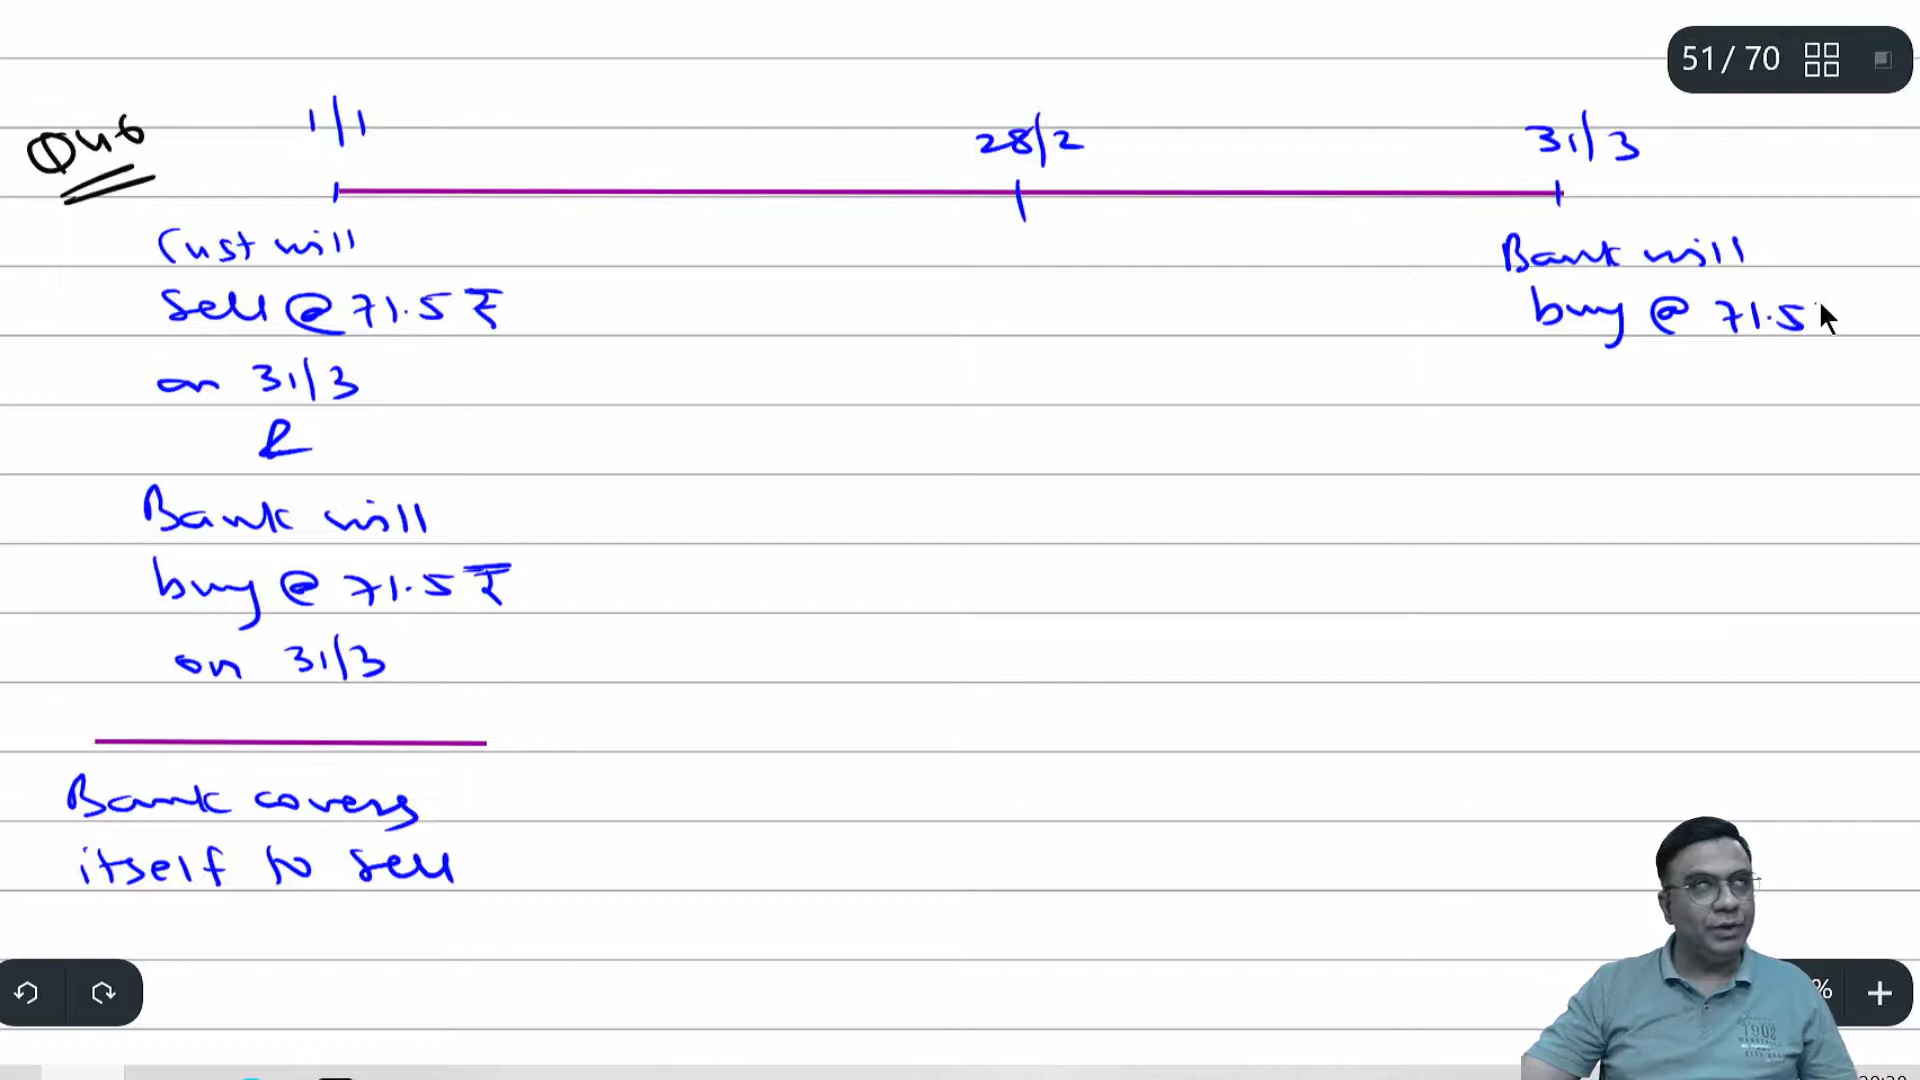 51 / 70
Q46
1/1
28/2
31/3
Cust will
sell @ 71.5 ₹
on 31/3
&
Bank will
buy @ 71.5 ₹
on 31/3
Bank will
buy @ 71.5
Bank covers
itself to sell
%
+
1902